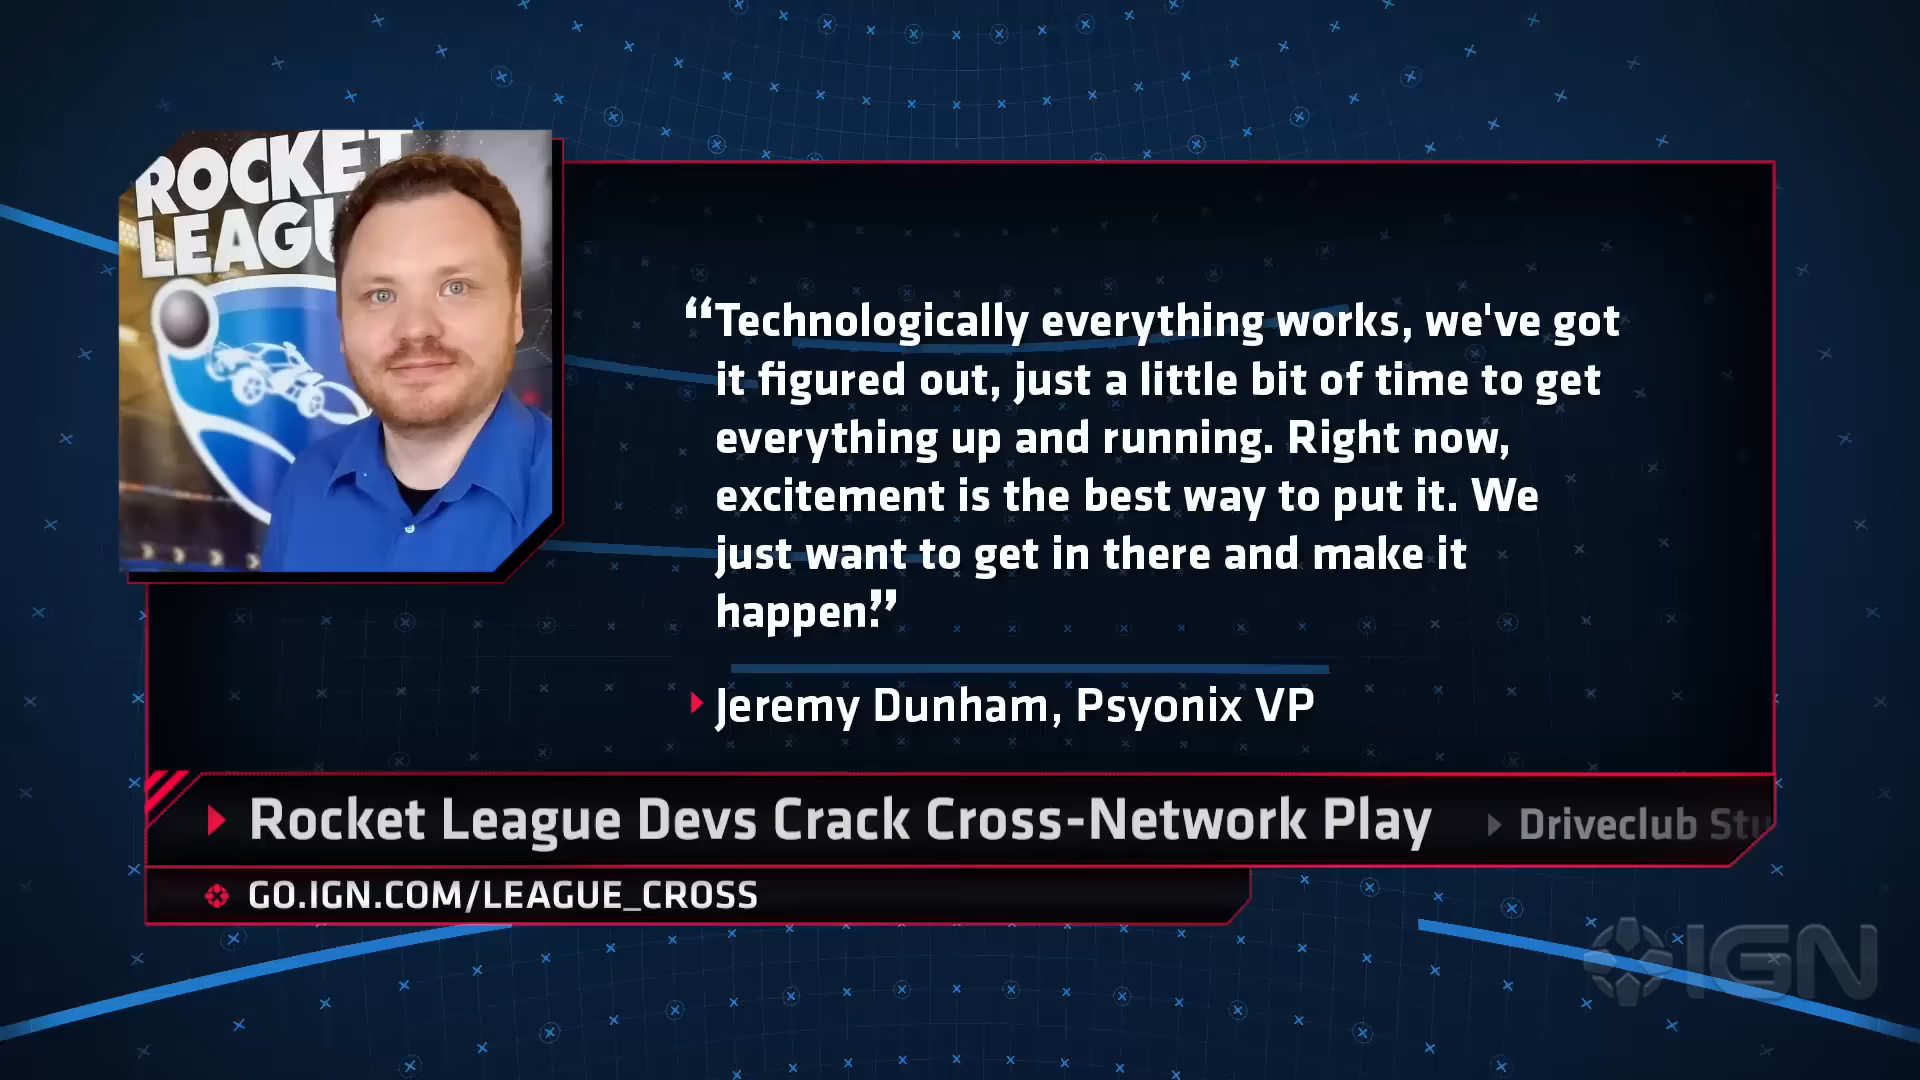 ROCKET
LEAGU
“Technologically everything works, we've got
it figured out, just a little bit of time to get
everything up and running. Right now,
excitement is the best way to put it. We
just want to get in there and make it
happen.”
Jeremy Dunham, Psyonix VP
Rocket League Devs Crack Cross-Network Play
Driveclub Stu
GO.IGN.COM/LEAGUE_CROSS
IGN